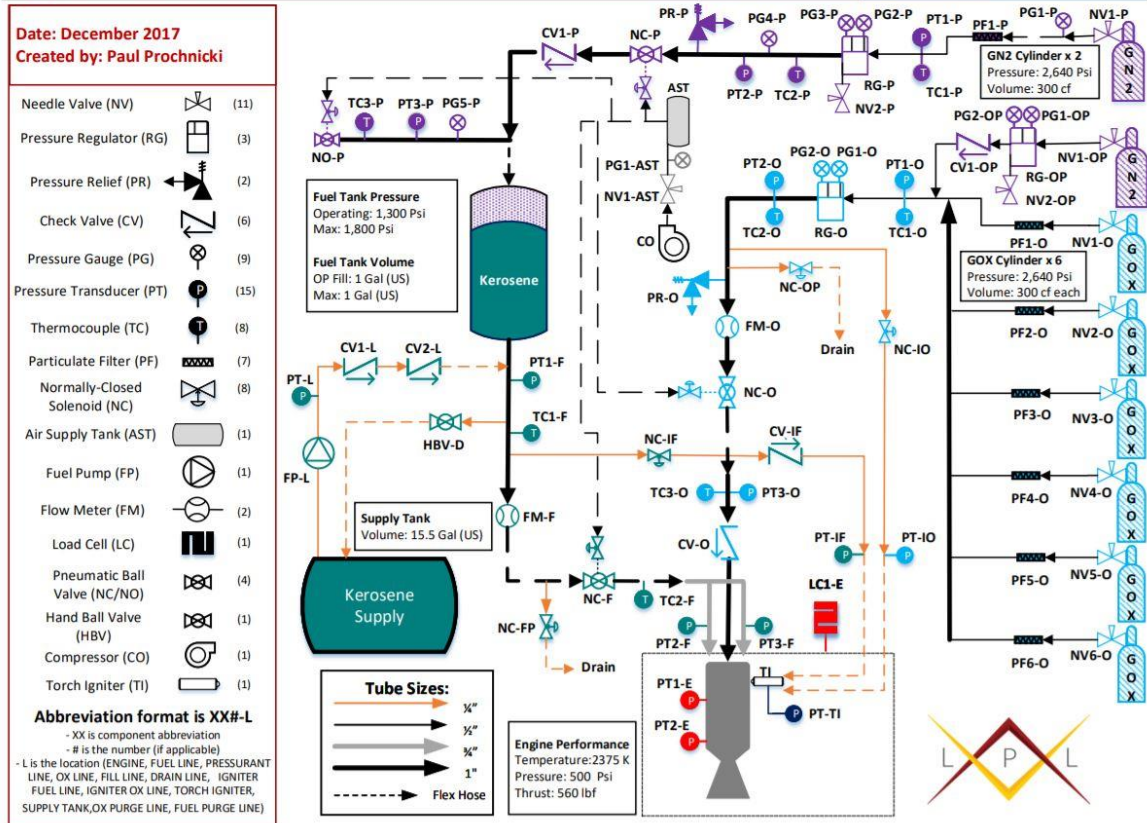 Date: December 2017
Created by: Paul Prochnicki
Needle Valve (NV) (11)
Pressure Regulator (RG) (3)
Pressure Relief (PR) (2)
Check Valve (CV) (6)
Pressure Gauge (PG) (9)
Pressure Transducer (PT) P (15)
Thermocouple (TC) T (8)
Particulate Filter (PF) (7)
Normally-Closed
Solenoid (NC) (8)
Air Supply Tank (AST) (1)
Fuel Pump (FP) (1)
Flow Meter (FM) (2)
Load Cell (LC) (1)
Pneumatic Ball
Valve (NC/NO) (4)
Hand Ball Valve
(HBV) (1)
Compressor (CO) (1)
Torch Igniter (TI) (1)
Abbreviation format is XX#-L
- XX is component abbreviation
- # is the number (if applicable)
- L is the location (ENGINE, FUEL LINE, PRESSURANT
LINE, OX LINE, FILL LINE, DRAIN LINE, IGNITER
FUEL LINE, IGNITER OX LINE, TORCH IGNITER,
SUPPLY TANK,OX PURGE LINE, FUEL PURGE LINE)
PR-P
PG4-P
PG3-P
PG2-P
PT1-P
P
PF1-P
PG1-P
NV1-P
GN2
CV1-P
NC-P
P
PT2-P
T
TC2-P
RG-P
NV2-P
T
TC1-P
GN2 Cylinder x 2
Pressure: 2,640 Psi
Volume: 300 cf
TC3-P
T
PT3-P
P
PG5-P
NO-P
AST
PG1-AST
NV1-AST
CO
PG2-OP
PG1-OP
CV1-OP
RG-OP
NV2-OP
NV1-OP
GN2
Fuel Tank Pressure
Operating: 1,300 Psi
Max: 1,800 Psi
Fuel Tank Volume
OP Fill: 1 Gal (US)
Max: 1 Gal (US)
Kerosene
PT2-O
P
T
TC2-O
PG2-O
PG1-O
RG-O
PT1-O
P
T
TC1-O
PF1-O
NV1-O
GOX
GOX Cylinder x 6
Pressure: 2,640 Psi
Volume: 300 cf each
PR-O
NC-OP
Drain
NC-IO
FM-O
NC-O
PF2-O
NV2-O
GOX
PF3-O
NV3-O
GOX
PF4-O
NV4-O
GOX
PF5-O
NV5-O
GOX
PF6-O
NV6-O
GOX
CV1-L
CV2-L
PT-L
P
PT1-F
P
TC1-F
T
HBV-D
FP-L
NC-IF
CV-IF
TC3-O
T
P
PT3-O
FM-F
Supply Tank
Volume: 15.5 Gal (US)
CV-O
PT-IF
P
PT-IO
P
Kerosene
Supply
NC-F
T
TC2-F
LC1-E
NC-FP
Drain
P
PT2-F
P
PT3-F
TI
P
PT-TI
PT1-E
P
PT2-E
P
Tube Sizes:
¼”
½”
¾”
1"
Flex Hose
Engine Performance
Temperature:2375 K
Pressure: 500 Psi
Thrust: 560 lbf
L P L